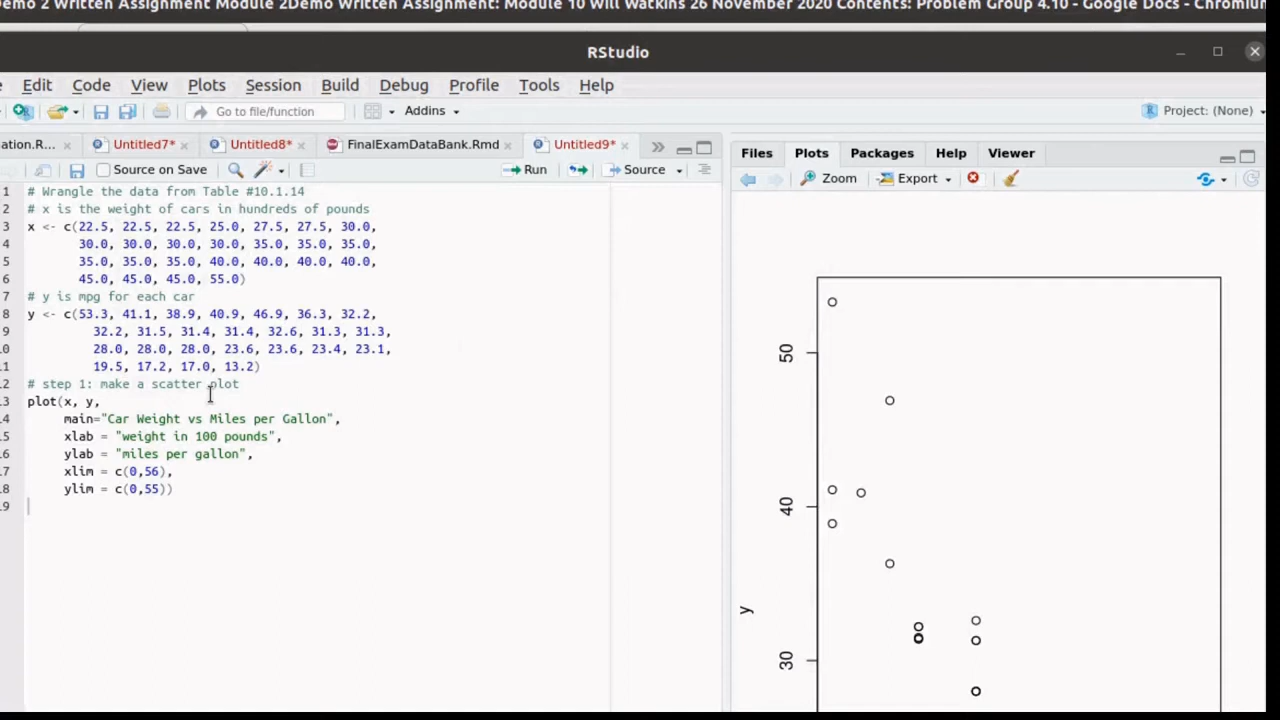 emo 2 Written Assignment Module 2Demo Written Assignment: Module 10 Will Watkins 26 November 2020 Contents: Problem Group 4.10 - Google Docs - Chromium
RStudio
Edit Code View Plots Session Build Debug Profile Tools Help
Go to file/function Addins Project: (None)
ation.R... Untitled7* Untitled8* FinalExamDataBank.Rmd Untitled9*
Source on Save Run Source
1 # Wrangle the data from Table #10.1.14
2 # x is the weight of cars in hundreds of pounds
3 x <- c(22.5, 22.5, 22.5, 25.0, 27.5, 27.5, 30.0,
4 30.0, 30.0, 30.0, 30.0, 35.0, 35.0, 35.0,
5 35.0, 35.0, 35.0, 40.0, 40.0, 40.0, 40.0,
6 45.0, 45.0, 45.0, 55.0)
7 # y is mpg for each car
8 y <- c(53.3, 41.1, 38.9, 40.9, 46.9, 36.3, 32.2,
9 32.2, 31.5, 31.4, 31.4, 32.6, 31.3, 31.3,
10 28.0, 28.0, 28.0, 23.6, 23.6, 23.4, 23.1,
11 19.5, 17.2, 17.0, 13.2)
12 # step 1: make a scatter plot
13 plot(x, y,
14 main="Car Weight vs Miles per Gallon",
15 xlab = "weight in 100 pounds",
16 ylab = "miles per gallon",
17 xlim = c(0,56),
18 ylim = c(0,55))
19
Files Plots Packages Help Viewer
Zoom Export
50
40
30
y